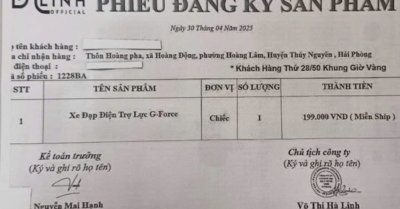 D LINH
OFFICIAL
PHIẾU ĐĂNG KÝ SẢN PHẨM
Ngày 30 Tháng 04 Năm 2025
tên khách hàng :
chỉ nhận hàng : Thôn Hoàng pha, xã Hoàng Động, phường Hoàng Lâm, Huyện Thủy Nguyên, Hải Phòng
điện thoại :
* Khách Hàng Thứ 28/50 Khung Giờ Vàng
số phiếu : 1228BA
STT TÊN SẢN PHẨM ĐƠN VỊ SỐ LƯỢNG THÀNH TIỀN
1 Xe Đạp Điện Trợ Lực G-Force Chiếc 1 199.000 VND ( Miễn Ship )
Kế toán trưởng Chủ tịch công ty
(Ký và ghi rõ họ tên) (Ký và ghi rõ họ tên)
Nguyễn Mai Hạnh Võ Thị Hà Linh